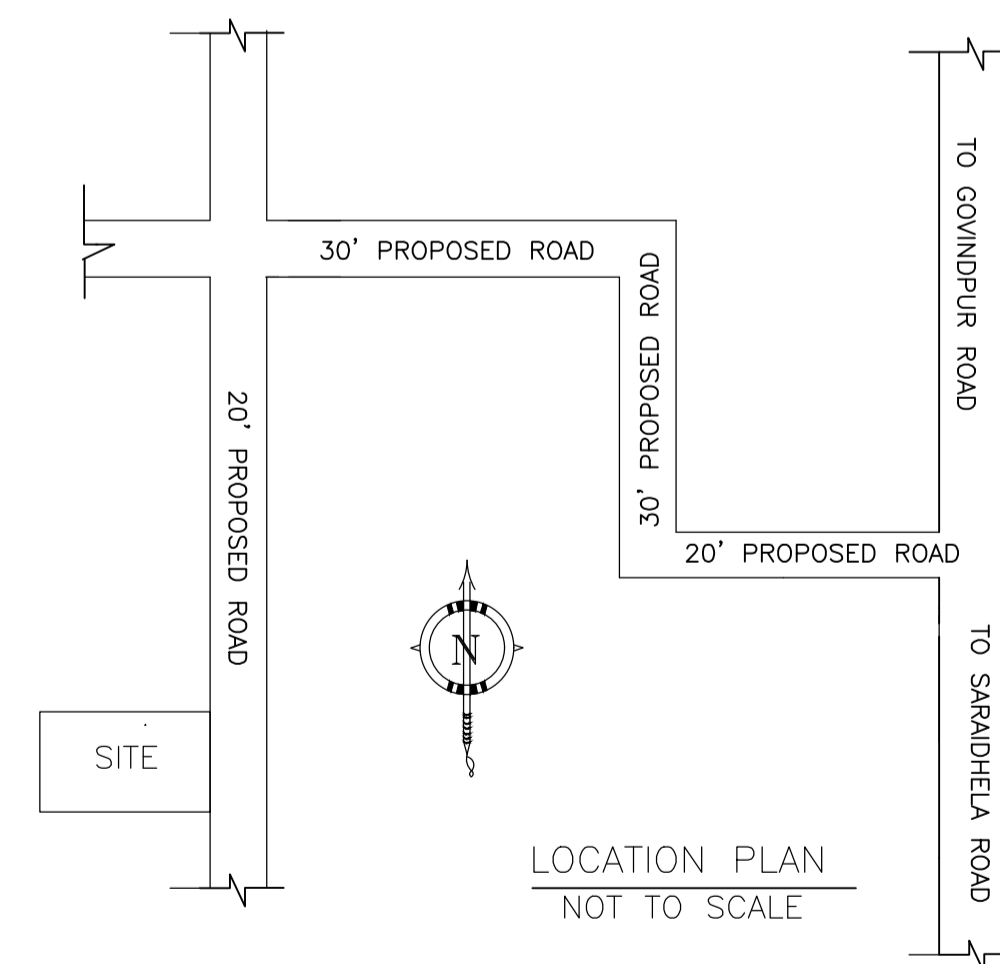 TO GOVINDPUR ROAD
30' PROPOSED ROAD
30' PROPOSED ROAD
20' PROPOSED ROAD
20' PROPOSED ROAD
N
TO SARAIDHELA ROAD
SITE
LOCATION PLAN
NOT TO SCALE